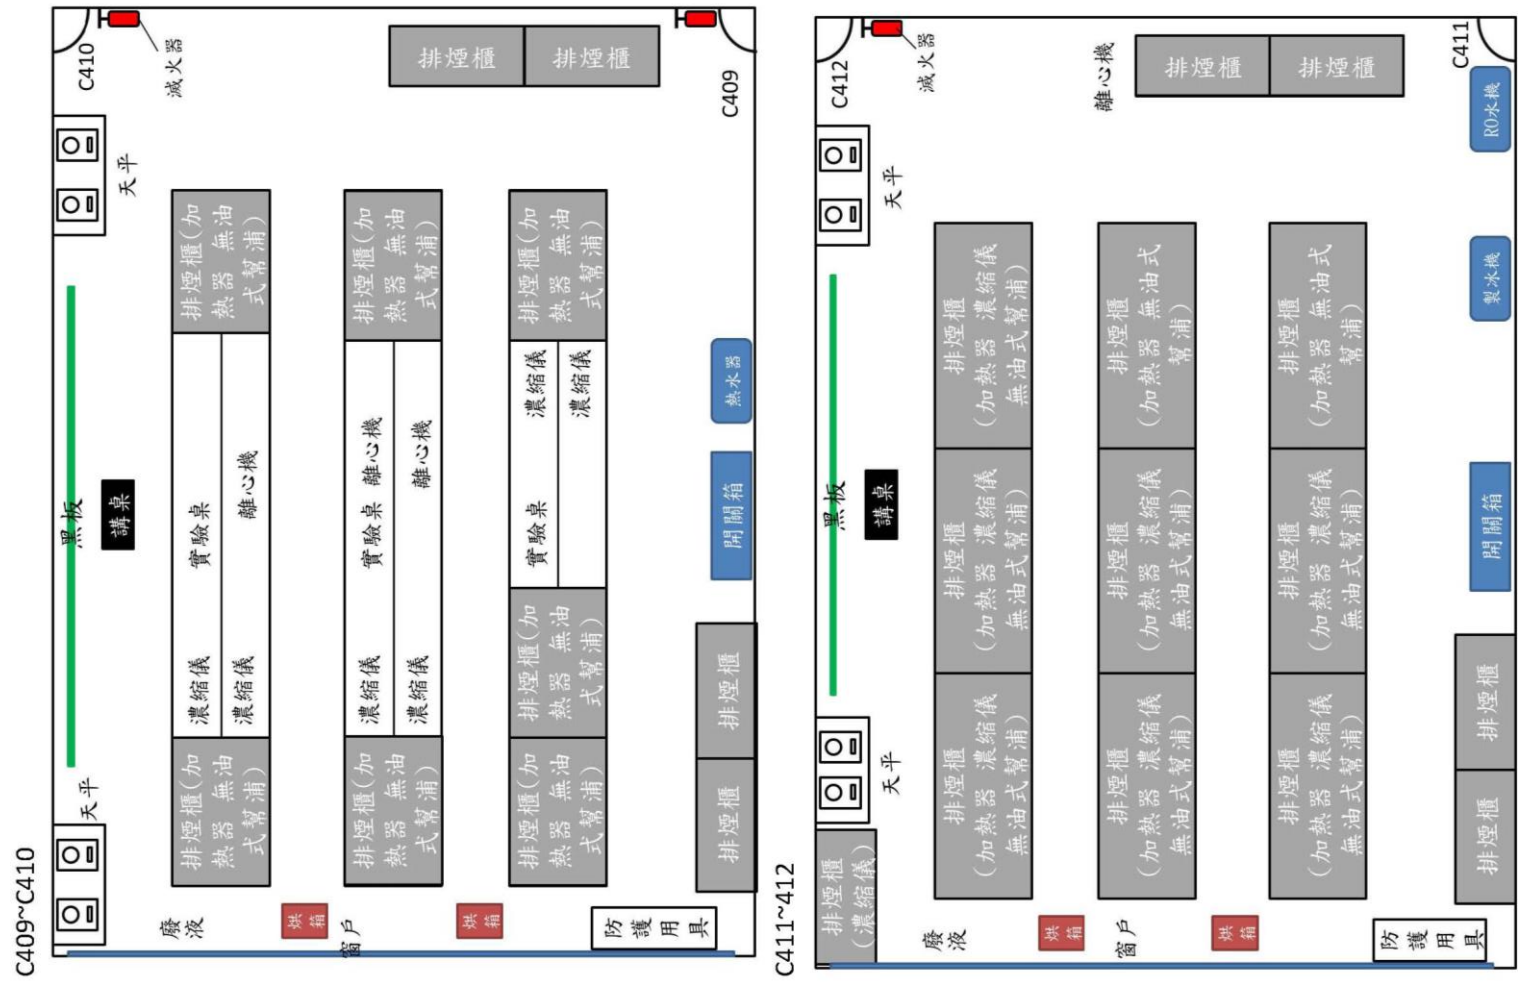 C409~C410
C410
滅火器
排煙櫃
排煙櫃
C409
天平
排煙櫃(加
熱器 無油
式幫浦)
排煙櫃(加
熱器 無油
式幫浦)
排煙櫃(加
熱器 無油
式幫浦)
黑板
講桌
實驗桌
離心機
濃縮儀
濃縮儀
實驗桌 離心機
離心機
濃縮儀
濃縮儀
濃縮儀
濃縮儀
實驗桌
熱水器
開關箱
排煙櫃(加
熱器 無油
式幫浦)
排煙櫃
排煙櫃
天平
排煙櫃(加
熱器 無油
式幫浦)
排煙櫃(加
熱器 無油
式幫浦)
排煙櫃(加
熱器 無油
式幫浦)
廢液
烘箱
窗戶
烘箱
防護用具
C411~412
C412
滅火器
離心機
排煙櫃
排煙櫃
C411
RO水機
天平
製冰機
排煙櫃
(加熱器 濃縮儀
無油式幫浦)
排煙櫃
(加熱器 無油式
幫浦)
排煙櫃
(加熱器 無油式
幫浦)
黑板
講桌
排煙櫃
(加熱器 濃縮儀
無油式幫浦)
排煙櫃
(加熱器 濃縮儀
無油式幫浦)
排煙櫃
(加熱器 濃縮儀
無油式幫浦)
開關箱
天平
排煙櫃
(加熱器 濃縮儀
無油式幫浦)
排煙櫃
(加熱器 濃縮儀
無油式幫浦)
排煙櫃
(加熱器 濃縮儀
無油式幫浦)
排煙櫃
排煙櫃
排煙櫃
(濃縮儀)
廢液
烘箱
窗戶
烘箱
防護用具